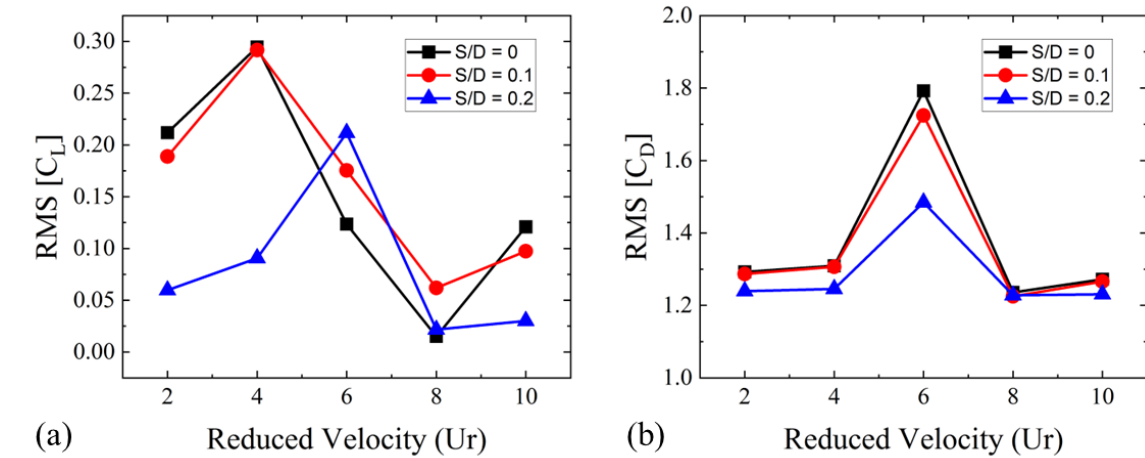 0.30
0.25
0.20
0.15
0.10
0.05
0.00
RMS [C_L]
S/D = 0
S/D = 0.1
S/D = 0.2
2 4 6 8 10
(a) Reduced Velocity (Ur)
2.0
1.8
1.6
1.4
1.2
1.0
RMS [C_D]
S/D = 0
S/D = 0.1
S/D = 0.2
2 4 6 8 10
(b) Reduced Velocity (Ur)